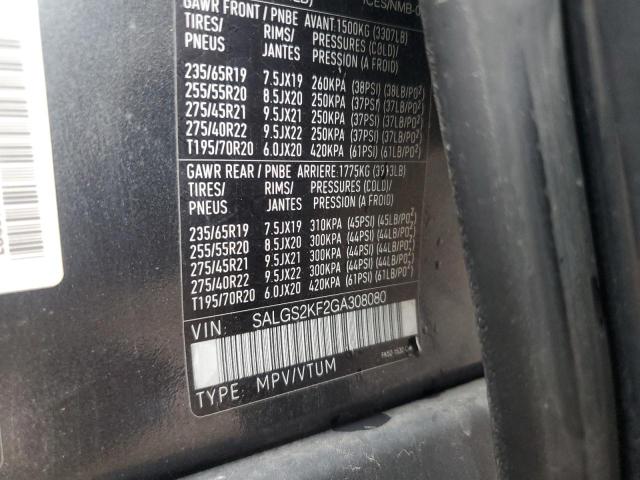 GAWR FRONT / PNBE AVANT 1500KG (3307LB)
TIRES/ RIMS/ PRESSURES (COLD)/
PNEUS JANTES PRESSION (A FROID)
235/65R19 7.5JX19 260KPA (38PSI) (38LB/PO²)
255/55R20 8.5JX20 250KPA (37PSI) (37LB/PO²)
275/45R21 9.5JX21 250KPA (37PSI) (37LB/PO²)
275/40R22 9.5JX22 250KPA (37PSI) (37LB/PO²)
T195/70R20 6.0JX20 420KPA (61PSI) (61LB/PO²)
GAWR REAR / PNBE ARRIERE 1775KG (3913LB)
TIRES/ RIMS/ PRESSURES (COLD)/
PNEUS JANTES PRESSION (A FROID)
235/65R19 7.5JX19 310KPA (45PSI) (45LB/PO²)
255/55R20 8.5JX20 300KPA (44PSI) (44LB/PO²)
275/45R21 9.5JX21 300KPA (44PSI) (44LB/PO²)
275/40R22 9.5JX22 300KPA (44PSI) (44LB/PO²)
T195/70R20 6.0JX20 420KPA (61PSI) (61LB/PO²)
VIN: SALGS2KF2GA308080
TYPE: MPV/VTUM